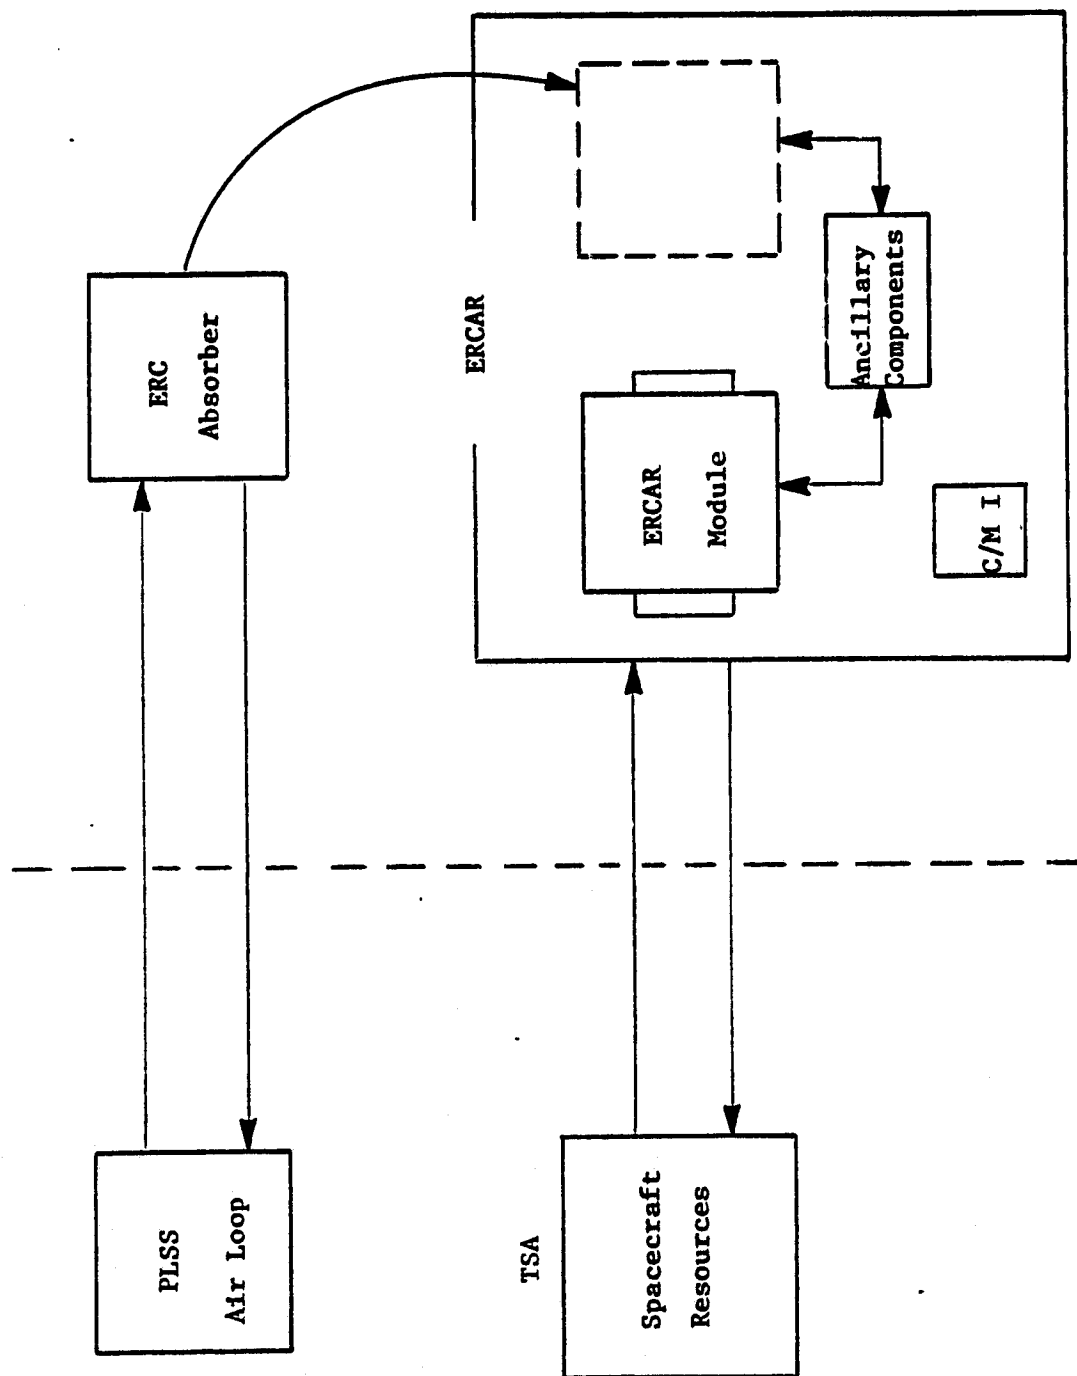 PLSS
Air Loop
ERC
Absorber
TSA
Spacecraft
Resources
ERCAR
ERCAR
Module
Ancillary
Components
C/M I